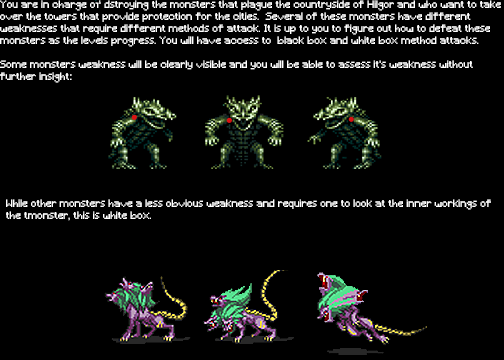 You are in charge of dstroying the monsters that plague the countryside of Hilgor and who want to take
over the towers that provide protection for the cities. Several of these monsters have different
weaknesses that require different methods of attack. It is up to you to figure out how to defeat these
monsters as the levels progress. You will have access to black box and white box method attacks.
Some monsters weakness will be clearly visible and you will be able to assess it's weakness without
further insight:
While other monsters have a less obvious weakness and requires one to look at the inner workings of
the tmonster, this is white box.